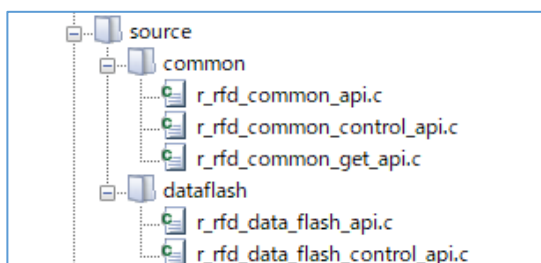 source
common
r_rfd_common_api.c
r_rfd_common_control_api.c
r_rfd_common_get_api.c
dataflash
r_rfd_data_flash_api.c
r_rfd_data_flash_control_api.c